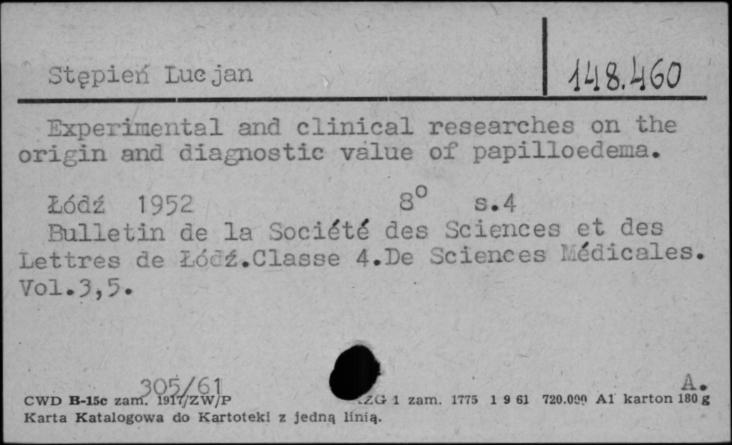 Stępień Lucjan
148.460
Experimental and clinical researches on the
origin and diagnostic value of papilloedema.
Łódź 1952 8° s.4
Bulletin de la Société des Sciences et des
Lettres de Łódź.Classe 4.De Sciences Médicales.
Vol.3,5.
305/61 A.
CWD B-15c zam. 1917/ZW/P ZG 1 zam. 1775 1 9 61 720.000 A1 karton 180 g
Karta Katalogowa do Kartoteki z jedną linią.